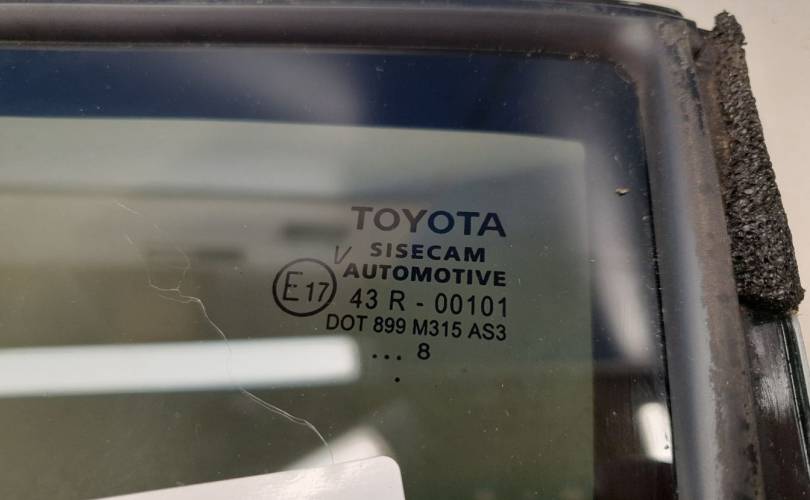 TOYOTA
V SISECAM
AUTOMOTIVE
E17 43 R - 00101
DOT 899 M315 AS3
... 8
.